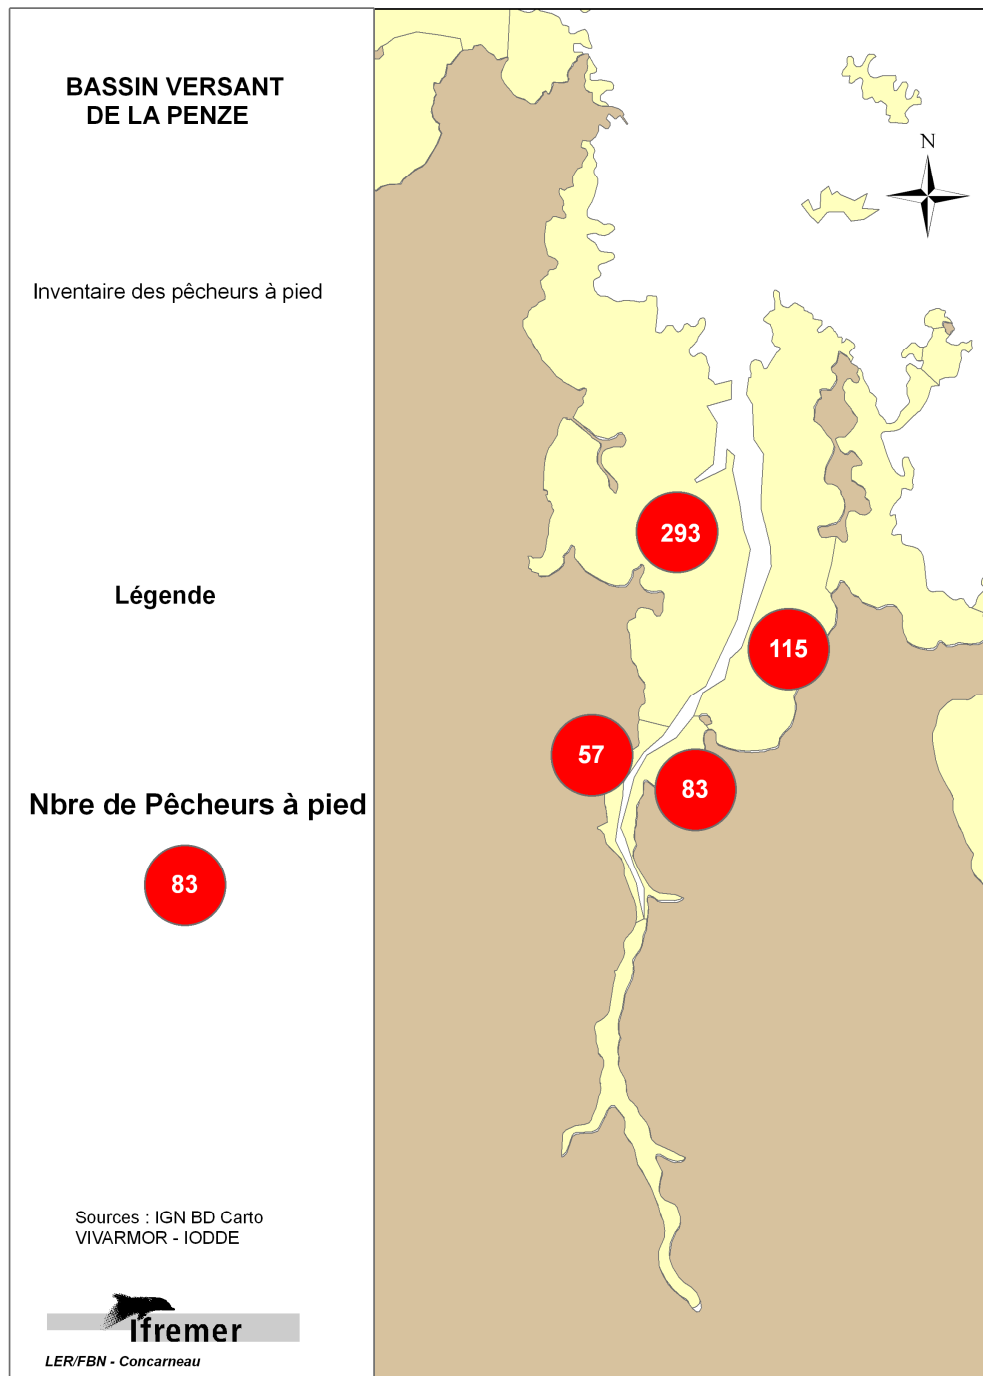 BASSIN VERSANT
DE LA PENZE
Inventaire des pêcheurs à pied
Légende
Nbre de Pêcheurs à pied
83
Sources : IGN BD Carto
VIVARMOR - IODDE
Ifremer
LER/FBN - Concarneau
N
293
115
57
83